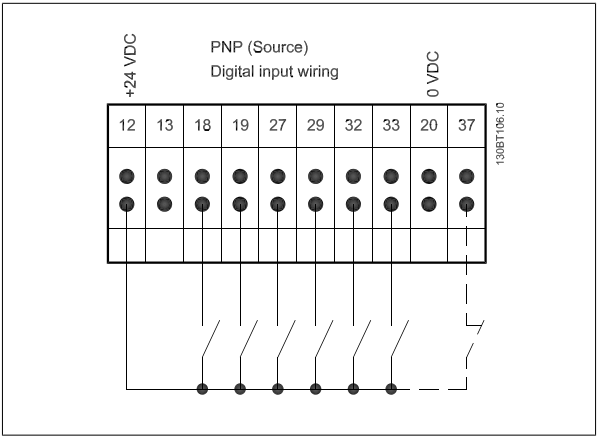 PNP (Source)
Digital input wiring
+24 VDC
0 VDC
12 13 18 19 27 29 32 33 20 37
130BT106.10